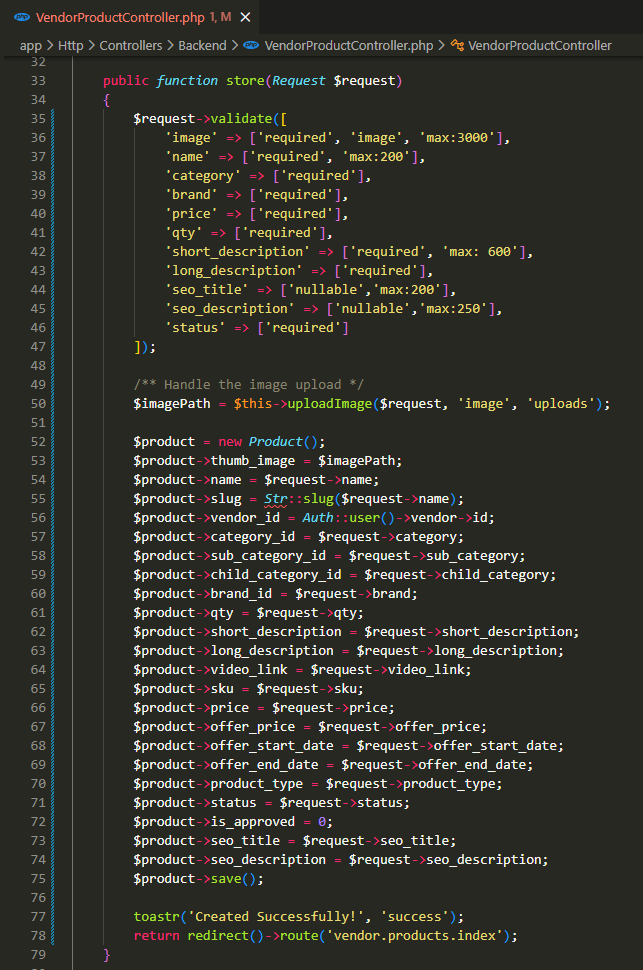 VendorProductController.php 1, M
app > Http > Controllers > Backend > VendorProductController.php > VendorProductController
32
33 public function store(Request $request)
34 {
35 $request->validate([
36 'image' => ['required', 'image', 'max:3000'],
37 'name' => ['required', 'max:200'],
38 'category' => ['required'],
39 'brand' => ['required'],
40 'price' => ['required'],
41 'qty' => ['required'],
42 'short_description' => ['required', 'max: 600'],
43 'long_description' => ['required'],
44 'seo_title' => ['nullable','max:200'],
45 'seo_description' => ['nullable','max:250'],
46 'status' => ['required']
47 ]);
48
49 /** Handle the image upload */
50 $imagePath = $this->uploadImage($request, 'image', 'uploads');
51
52 $product = new Product();
53 $product->thumb_image = $imagePath;
54 $product->name = $request->name;
55 $product->slug = Str::slug($request->name);
56 $product->vendor_id = Auth::user()->vendor->id;
57 $product->category_id = $request->category;
58 $product->sub_category_id = $request->sub_category;
59 $product->child_category_id = $request->child_category;
60 $product->brand_id = $request->brand;
61 $product->qty = $request->qty;
62 $product->short_description = $request->short_description;
63 $product->long_description = $request->long_description;
64 $product->video_link = $request->video_link;
65 $product->sku = $request->sku;
66 $product->price = $request->price;
67 $product->offer_price = $request->offer_price;
68 $product->offer_start_date = $request->offer_start_date;
69 $product->offer_end_date = $request->offer_end_date;
70 $product->product_type = $request->product_type;
71 $product->status = $request->status;
72 $product->is_approved = 0;
73 $product->seo_title = $request->seo_title;
74 $product->seo_description = $request->seo_description;
75 $product->save();
76
77 toastr('Created Successfully!', 'success');
78 return redirect()->route('vendor.products.index');
79 }